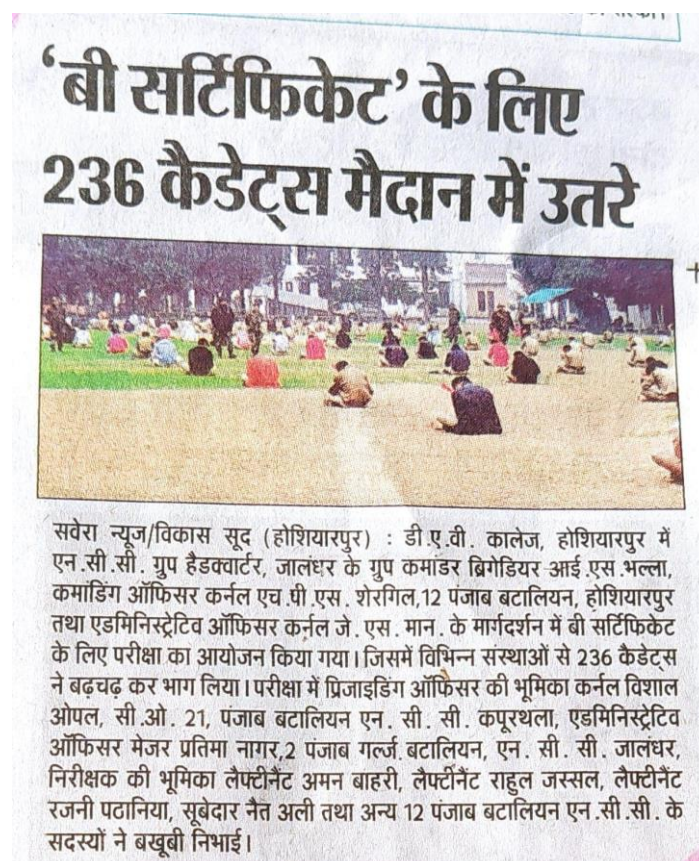 ‘बी सर्टिफिकेट’ के लिए
236 कैडेट्स मैदान में उतरे
सवेरा न्यूज/विकास सूद (होशियारपुर) : डी.ए.वी. कालेज, होशियारपुर में
एन.सी.सी. ग्रुप हैडक्वार्टर, जालंधर के ग्रुप कमांडर ब्रिगेडियर आई.एस.भल्ला,
कमांडिंग ऑफिसर कर्नल एच.पी.एस. शेरगिल,12 पंजाब बटालियन, होशियारपुर
तथा एडमिनिस्ट्रेटिव ऑफिसर कर्नल जे. एस. मान. के मार्गदर्शन में बी सर्टिफिकेट
के लिए परीक्षा का आयोजन किया गया। जिसमें विभिन्न संस्थाओं से 236 कैडेट्स
ने बढ़चढ़ कर भाग लिया। परीक्षा में प्रिजाइडिंग ऑफिसर की भूमिका कर्नल विशाल
ओपल, सी.ओ. 21, पंजाब बटालियन एन. सी. सी. कपूरथला, एडमिनिस्ट्रेटिव
ऑफिसर मेजर प्रतिमा नागर,2 पंजाब गर्ल्ज बटालियन, एन. सी. सी. जालंधर,
निरीक्षक की भूमिका लैफ्टीनैंट अमन बाहरी, लैफ्टीनैंट राहुल जस्सल, लैफ्टीनैंट
रजनी पठानिया, सूबेदार नैत अली तथा अन्य 12 पंजाब बटालियन एन.सी.सी. के
सदस्यों ने बखूबी निभाई।